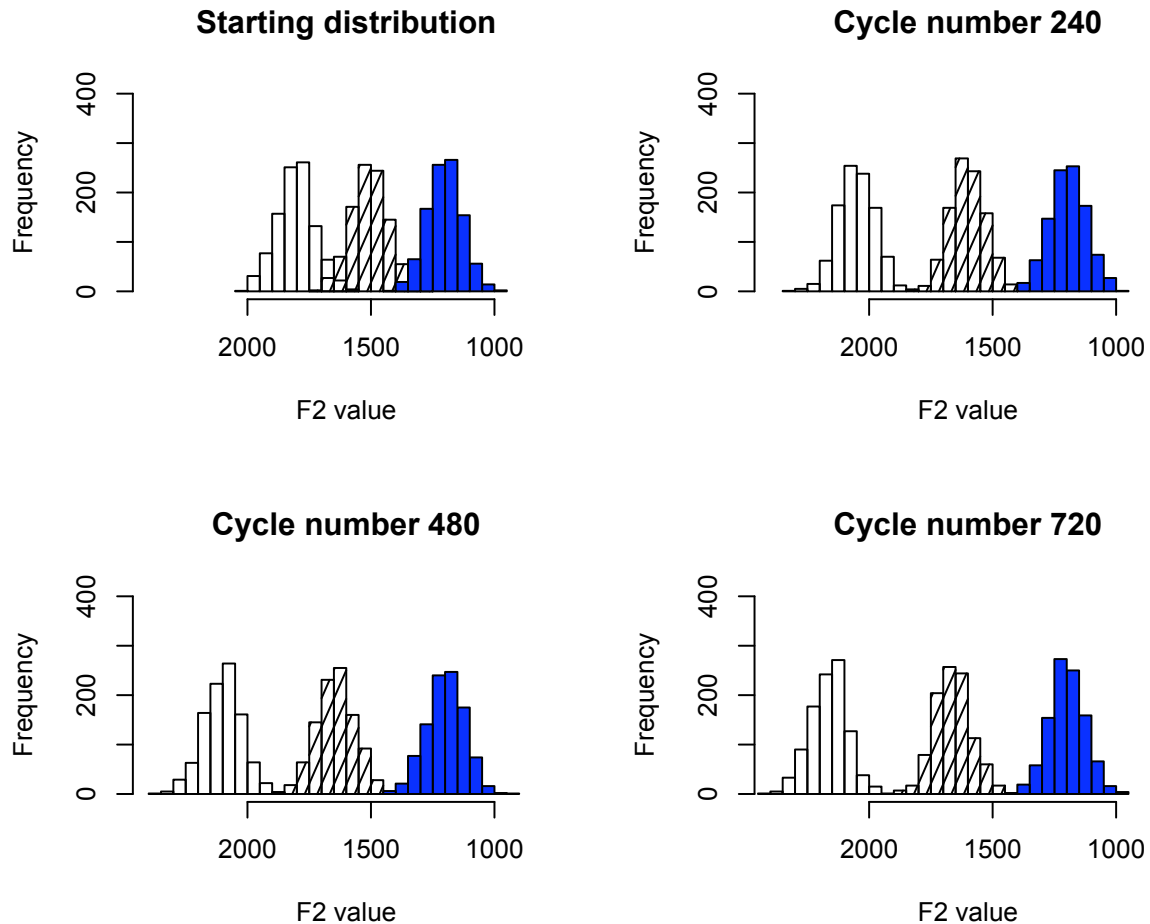 Starting distribution
Frequency
400
200
0
2000 1500 1000
F2 value
Cycle number 240
Frequency
400
200
0
2000 1500 1000
F2 value
Cycle number 480
Frequency
400
200
0
2000 1500 1000
F2 value
Cycle number 720
Frequency
400
200
0
2000 1500 1000
F2 value